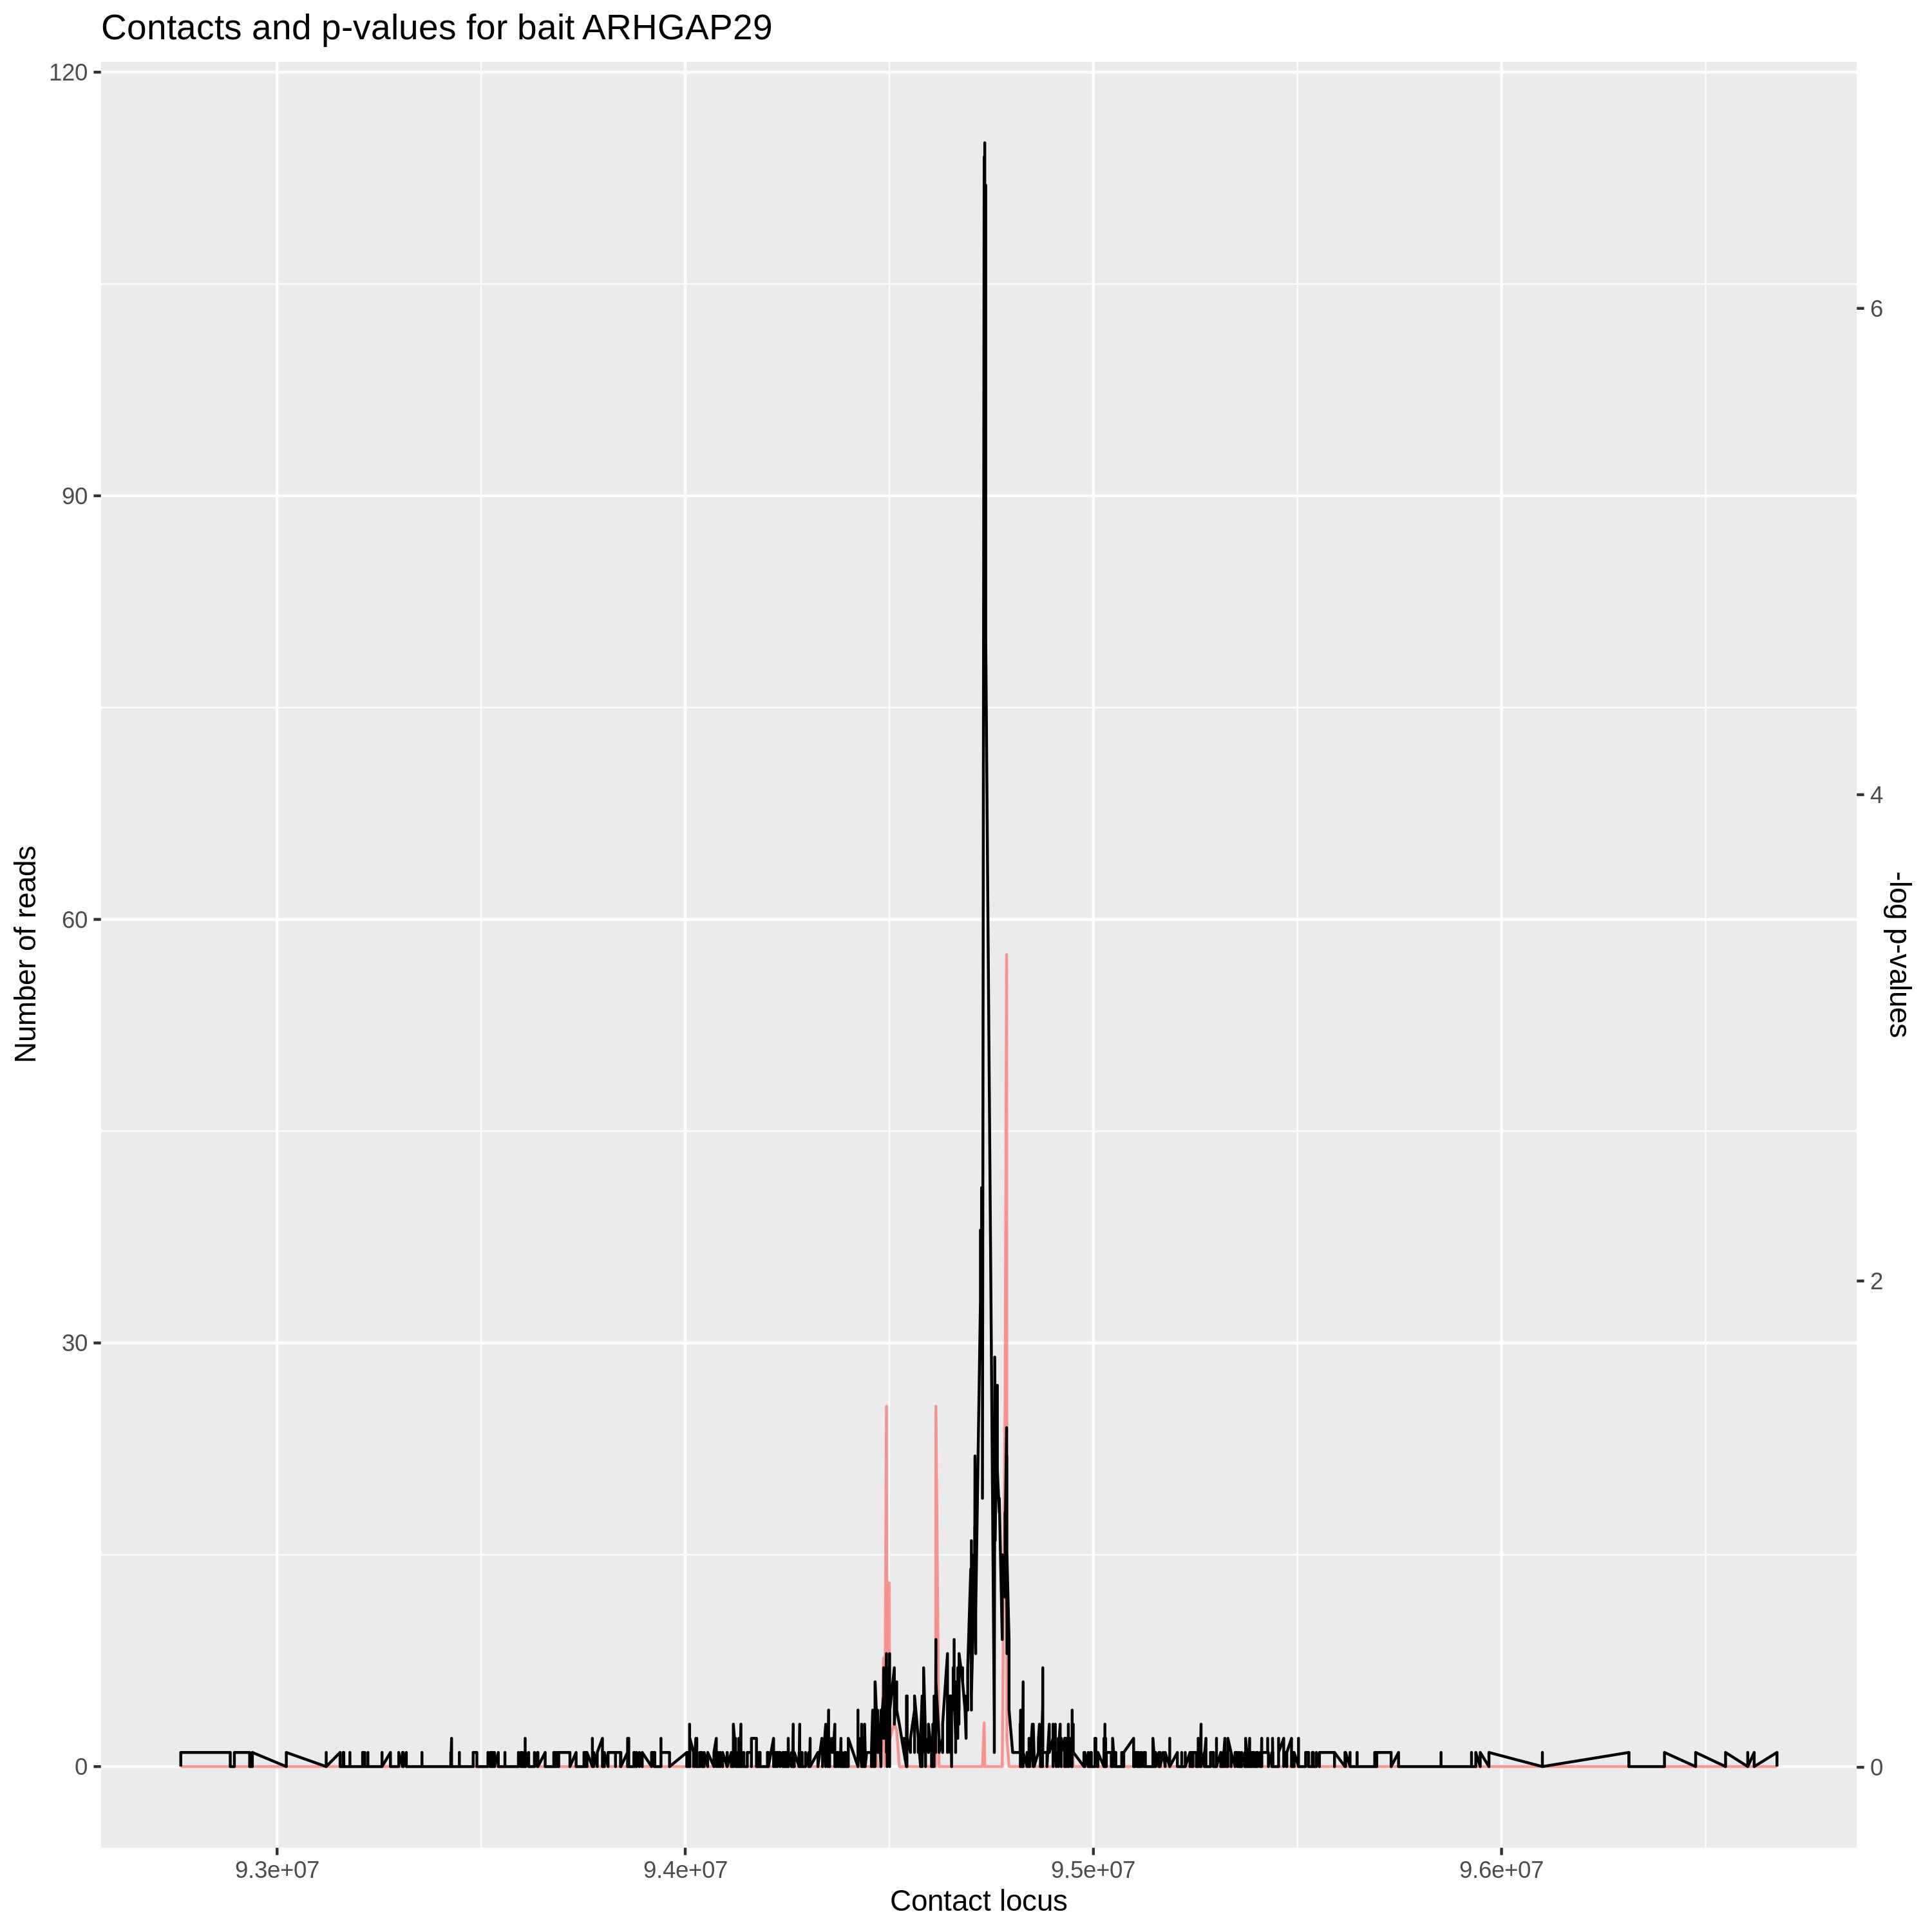 Contacts and p-values for bait ARHGAP29
120
90
60
30
0
Number of reads
6
4
2
0
-log p-values
9.3e+07
9.4e+07
9.5e+07
9.6e+07
Contact locus